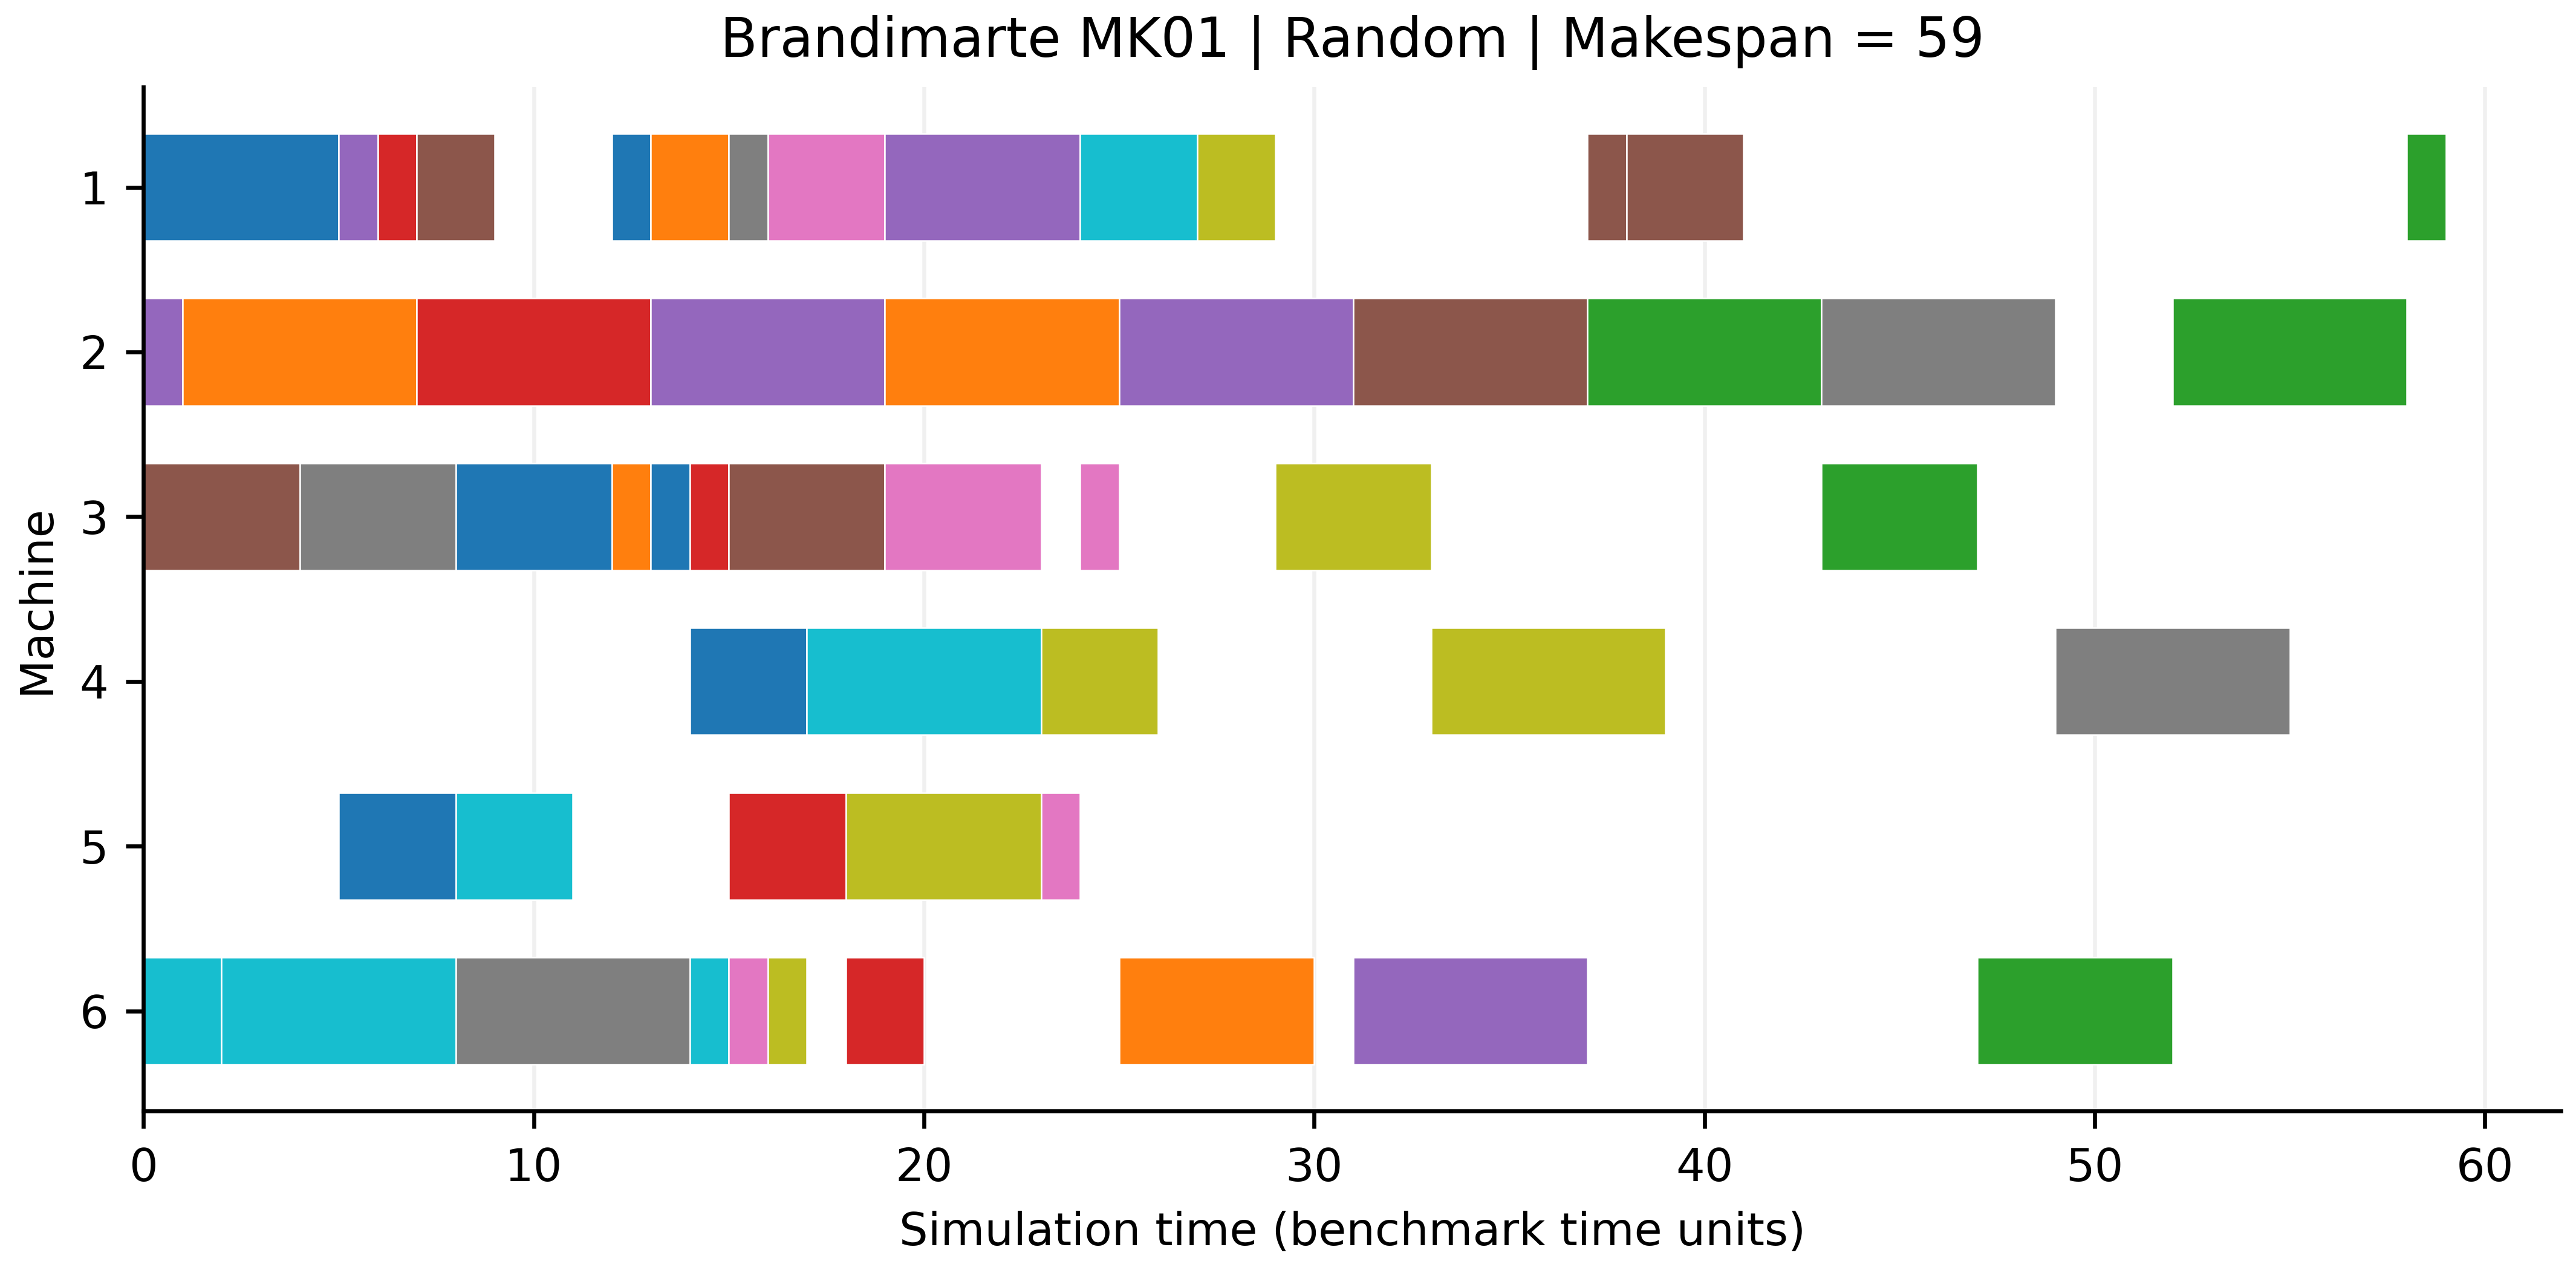 Brandimarte MK01 | Random | Makespan = 59
Machine
1
2
3
4
5
6
0 10 20 30 40 50 60
Simulation time (benchmark time units)